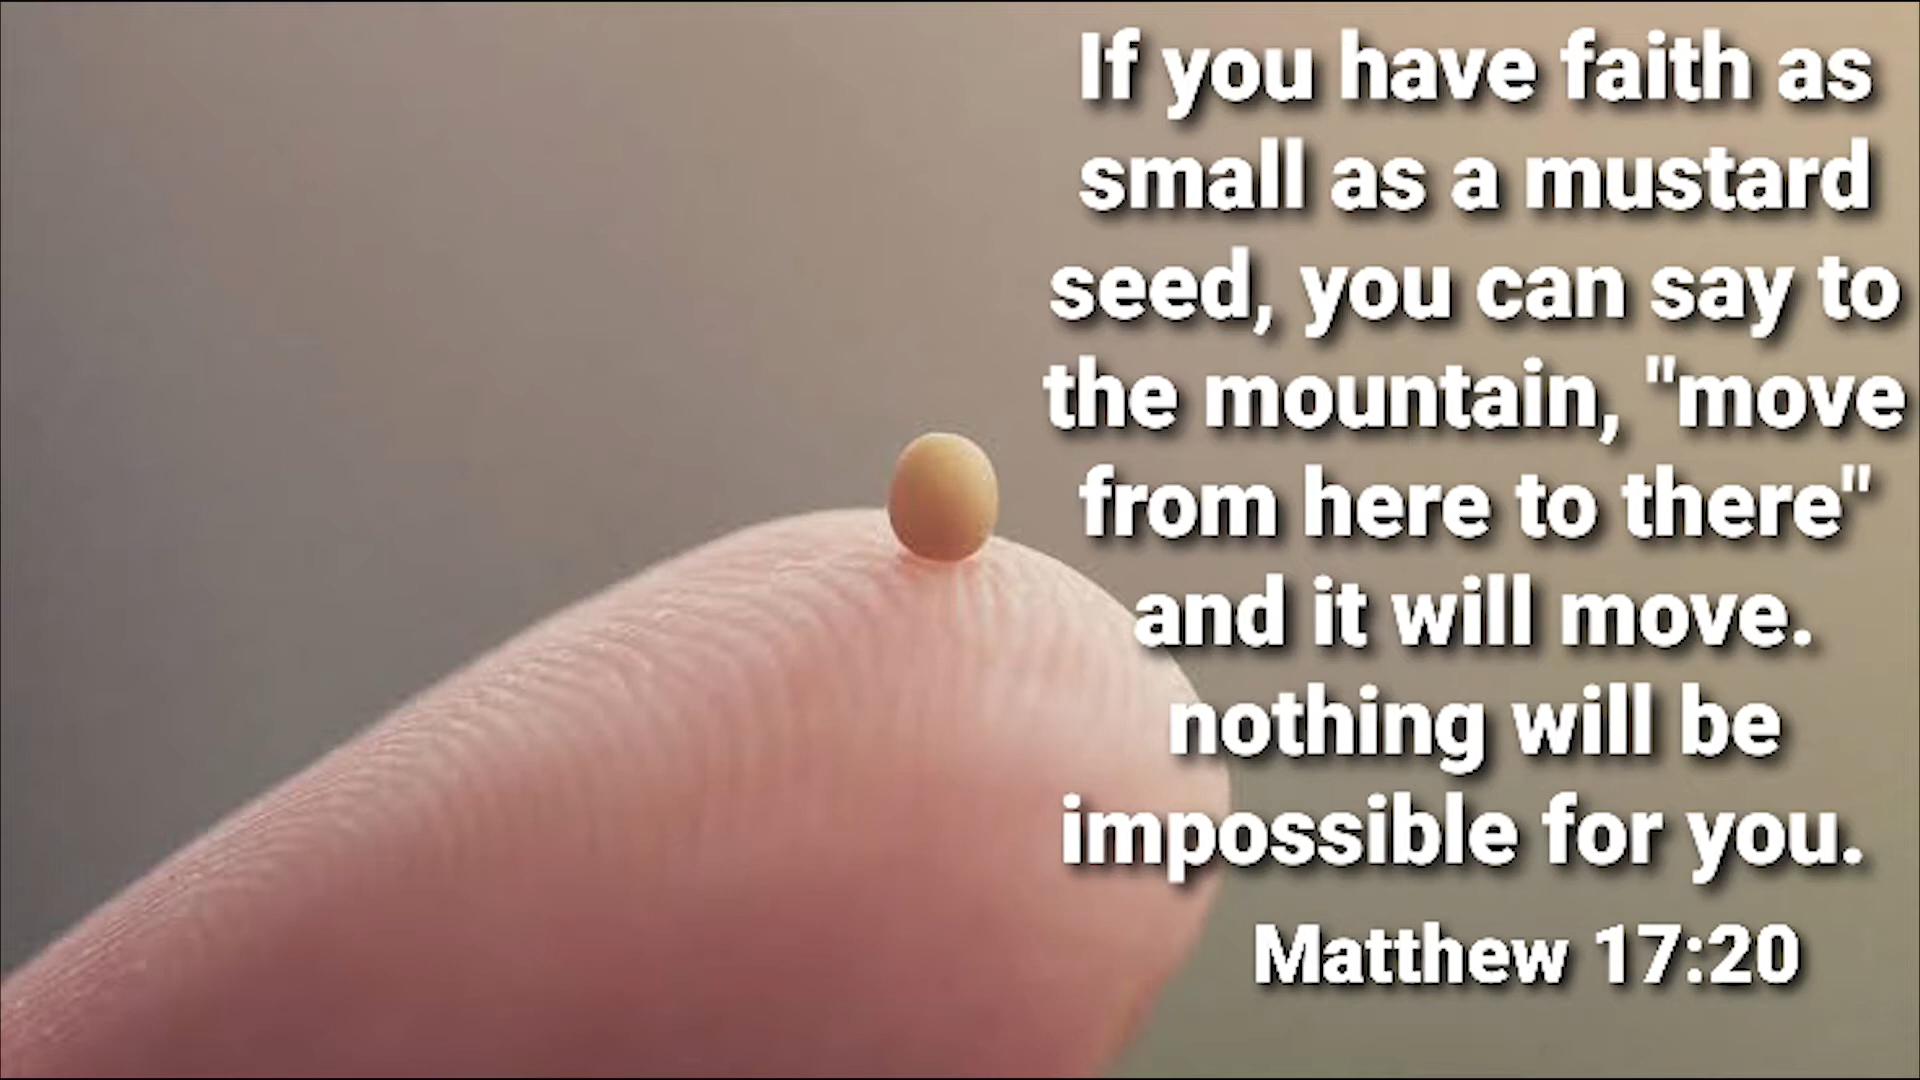 If you have faith as
small as a mustard
seed, you can say to
the mountain, "move
from here to there"
and it will move.
nothing will be
impossible for you.
Matthew 17:20